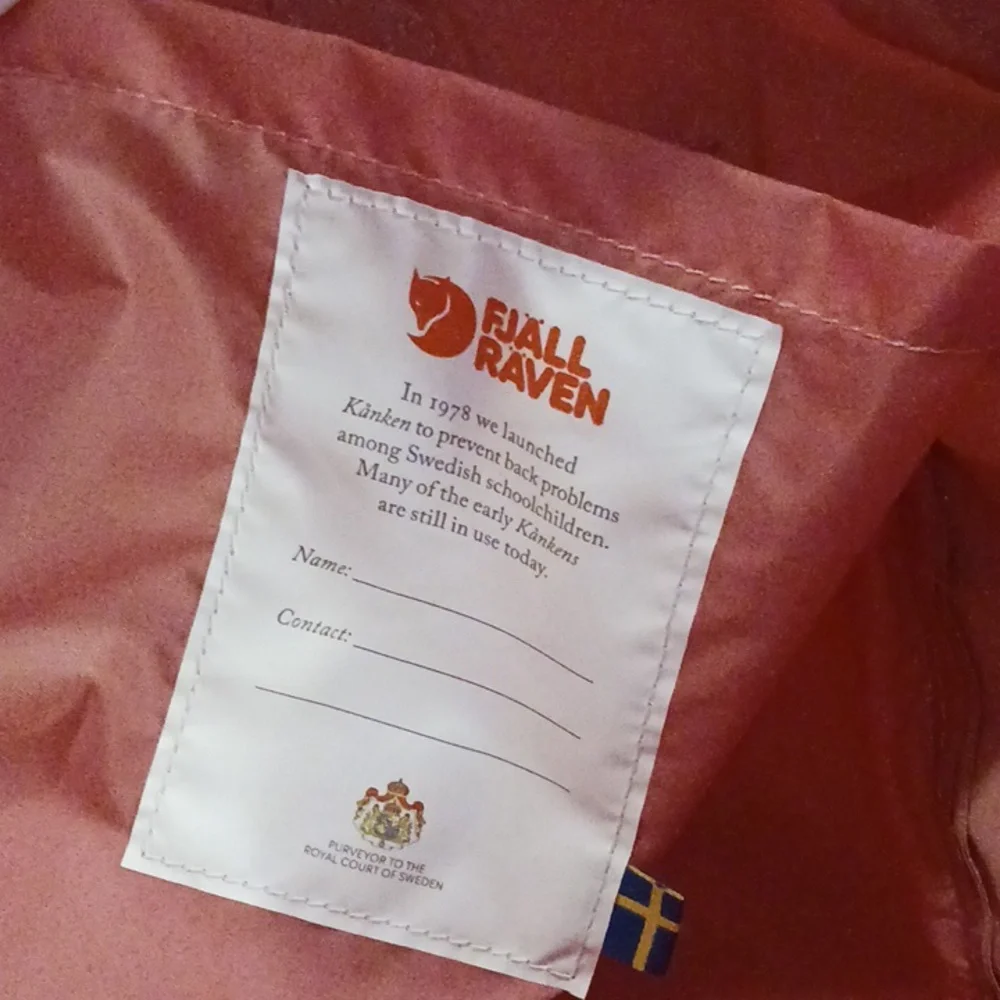 FJÄLL
RÄVEN
In 1978 we launched
Kånken to prevent back problems
among Swedish schoolchildren.
Many of the early Kånkens
are still in use today.
Name:
Contact:
PURVEYOR TO THE
ROYAL COURT OF SWEDEN